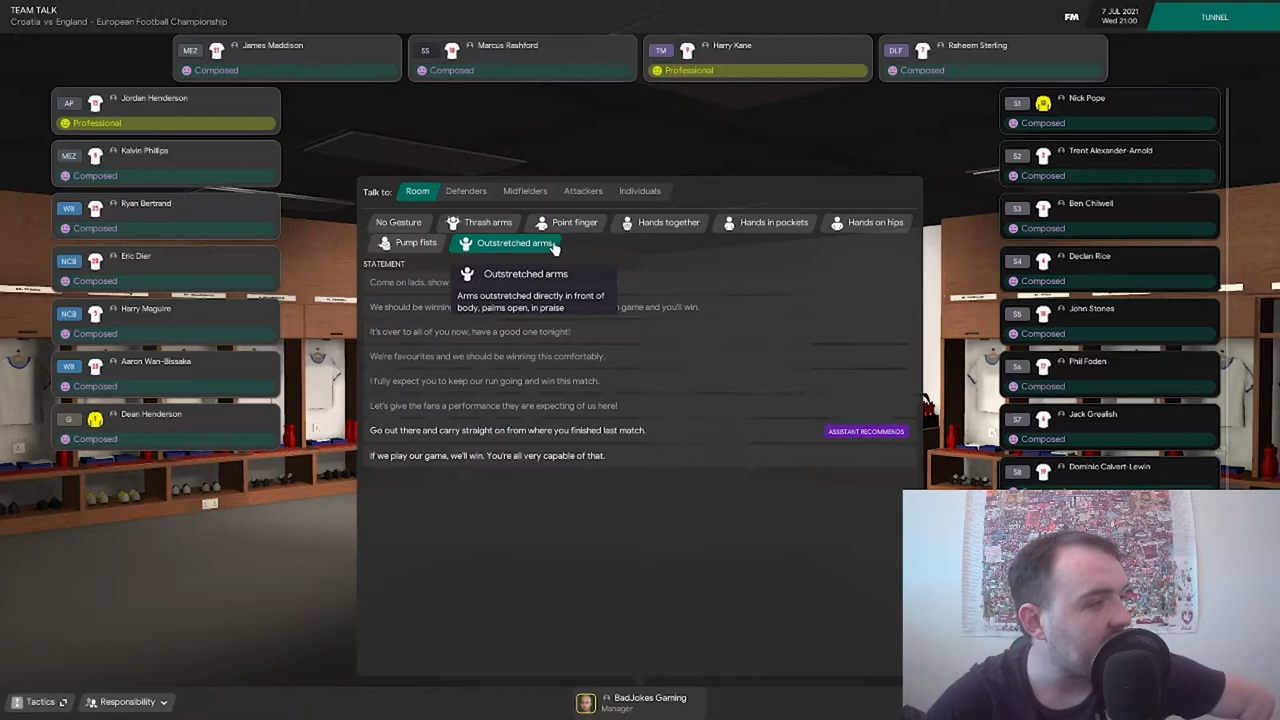 TEAM TALK
Croatia vs England - European Football Championship
FM
7 JUL 2021
Wed 21:00
TUNNEL
MEZ
21
James Maddison
Composed
SS
Marcus Rashford
Composed
TM
9
Harry Kane
Professional
DLF
7
Raheem Sterling
Composed
AP
15
Jordan Henderson
Professional
MEZ
8
Kalvin Phillips
Composed
WB
Ryan Bertrand
Composed
NCB
Eric Dier
Composed
NCB
5
Harry Maguire
Composed
WB
Aaron Wan-Bissaka
Composed
G
1
Dean Henderson
Composed
Talk to:
Room
Defenders
Midfielders
Attackers
Individuals
No Gesture
Thrash arms
Point finger
Hands together
Hands in pockets
Hands on hips
Pump fists
Outstretched arms
STATEMENT
Come on lads, show
Outstretched arms
Arms outstretched directly in front of
body, palms open, in praise
We should be winnin
game and you'll win.
It's over to all of you now, have a good one tonight!
We're favourites and we should be winning this comfortably.
I fully expect you to keep our run going and win this match.
Let's give the fans a performance they are expecting of us here!
Go out there and carry straight on from where you finished last match.
ASSISTANT RECOMMENDS
If we play our game, we'll win. You're all very capable of that.
S1
Nick Pope
Composed
S2
Trent Alexander-Arnold
Composed
S3
Ben Chilwell
Composed
S4
Declan Rice
Composed
S5
John Stones
Composed
S6
Phil Foden
Composed
S7
Jack Grealish
Composed
S8
Dominic Calvert-Lewin
Tactics
Responsibility
BadJokes Gaming
Manager